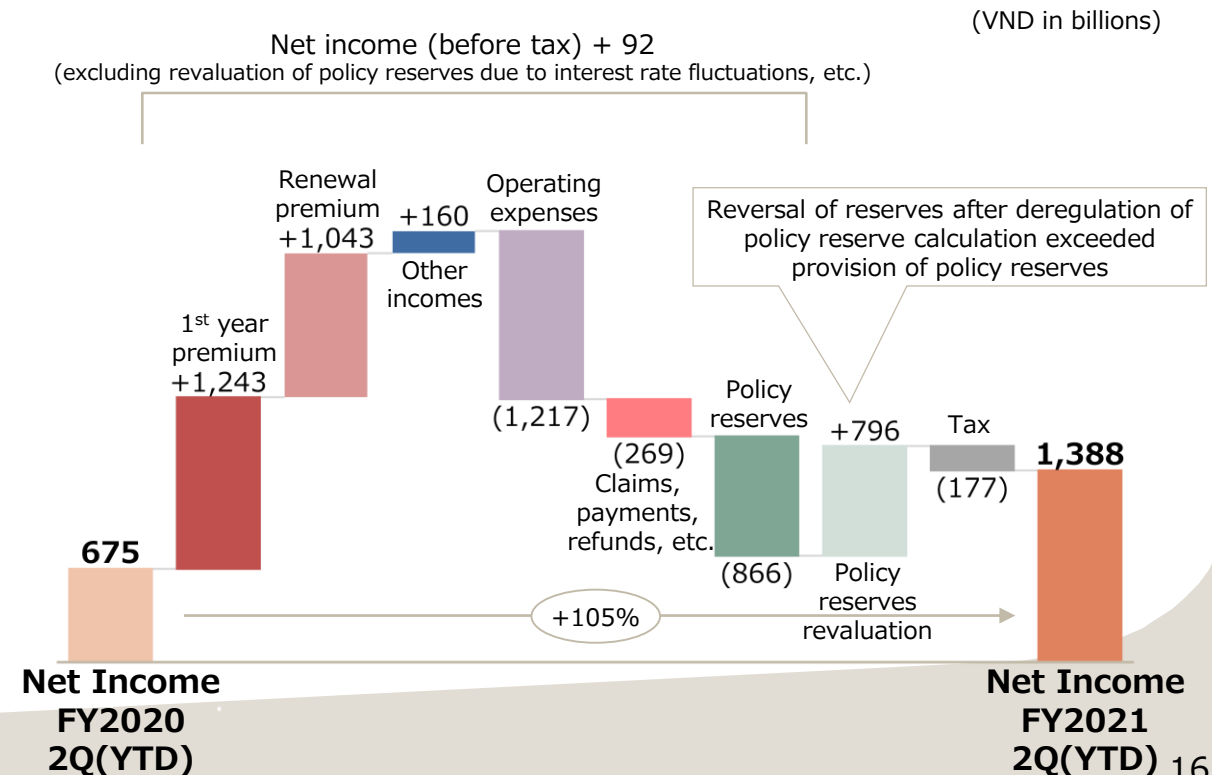 (VND in billions)
Net income (before tax) + 92
(excluding revaluation of policy reserves due to interest rate fluctuations, etc.)
Renewal
premium
+1,043
+160
Other
incomes
Operating
expenses
(1,217)
Reversal of reserves after deregulation of
policy reserve calculation exceeded
provision of policy reserves
1st year
premium
+1,243
(269)
Claims,
payments,
refunds, etc.
Policy
reserves
(866)
+796
Policy
reserves
revaluation
Tax
(177)
1,388
675
+105%
Net Income
FY2020
2Q(YTD)
Net Income
FY2021
2Q(YTD)
16